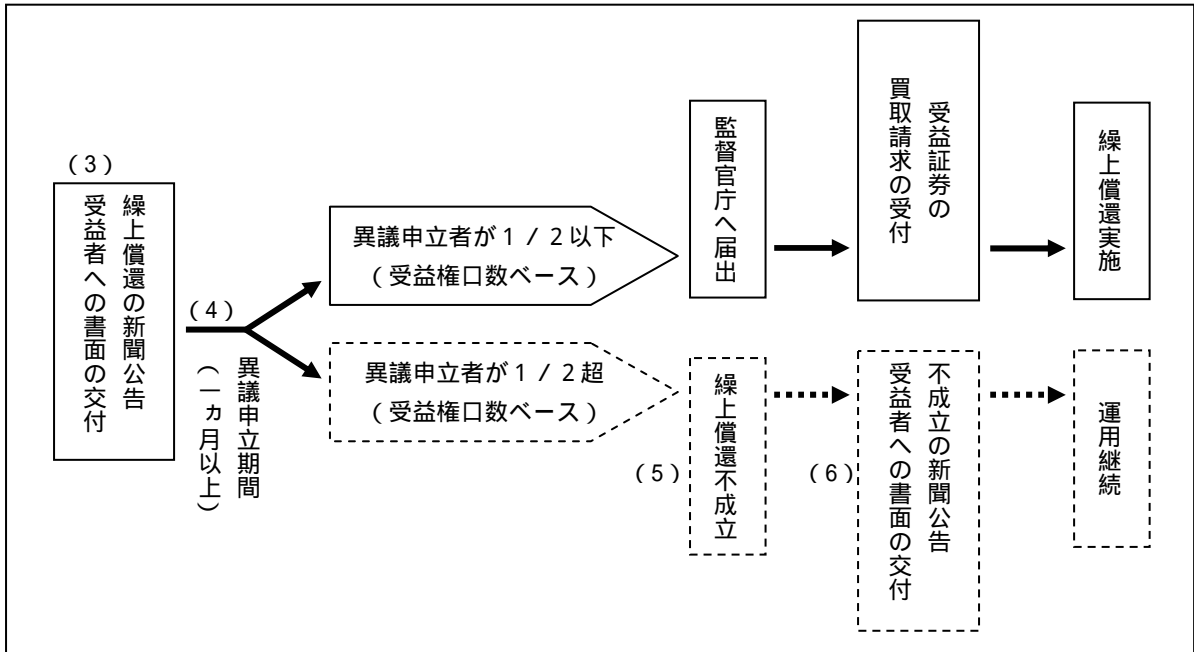 (3)
繰上償還の新聞公告
受益者への書面の交付
(4)
異議申立期間
(一ヵ月以上)
異議申立者が1/2以下
(受益権口数ベース)
監督官庁へ届出
受益証券の
買取請求の受付
繰上償還実施
異議申立者が1/2超
(受益権口数ベース)
(5)
繰上償還不成立
(6)
不成立の新聞公告
受益者への書面の交付
運用継続